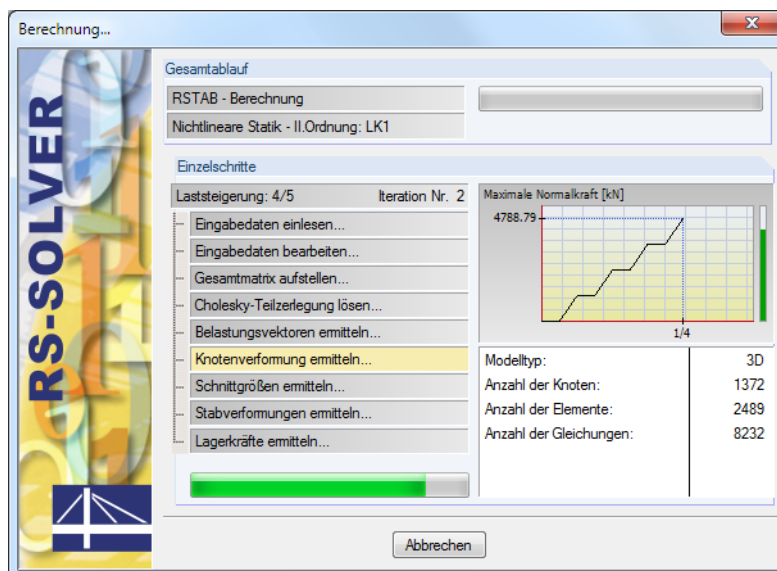 Berechnung...
RS-SOLVER
Gesamtablauf
RSTAB - Berechnung
Nichtlineare Statik - II.Ordnung: LK1
Einzelschritte
Laststeigerung: 4/5 Iteration Nr. 2
Eingabedaten einlesen...
Eingabedaten bearbeiten...
Gesamtmatrix aufstellen...
Cholesky-Teilzerlegung lösen...
Belastungsvektoren ermitteln...
Knotenverformung ermitteln...
Schnittgrößen ermitteln...
Stabverformungen ermitteln...
Lagerkräfte ermitteln...
Maximale Normalkraft [kN]
4788.79
1/4
Modelltyp: 3D
Anzahl der Knoten: 1372
Anzahl der Elemente: 2489
Anzahl der Gleichungen: 8232
Abbrechen